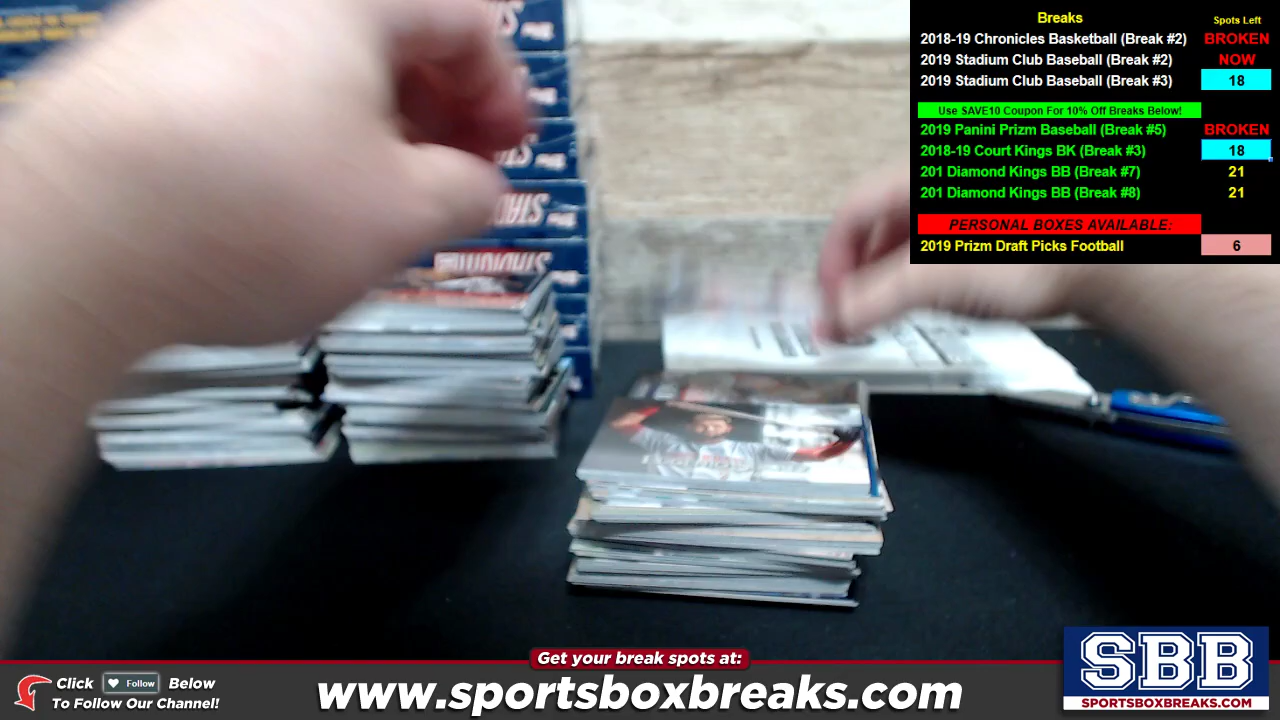 Breaks Spots Left
2018-19 Chronicles Basketball (Break #2) BROKEN
2019 Stadium Club Baseball (Break #2) NOW
2019 Stadium Club Baseball (Break #3) 18
Use SAVE10 Coupon For 10% Off Breaks Below!
2019 Panini Prizm Baseball (Break #5) BROKEN
2018-19 Court Kings BK (Break #3) 18
201 Diamond Kings BB (Break #7) 21
201 Diamond Kings BB (Break #8) 21
PERSONAL BOXES AVAILABLE:
2019 Prizm Draft Picks Football 6
Get your break spots at:
Click Follow Below
To Follow Our Channel!
www.sportsboxbreaks.com
SBB
SPORTSBOXBREAKS.COM